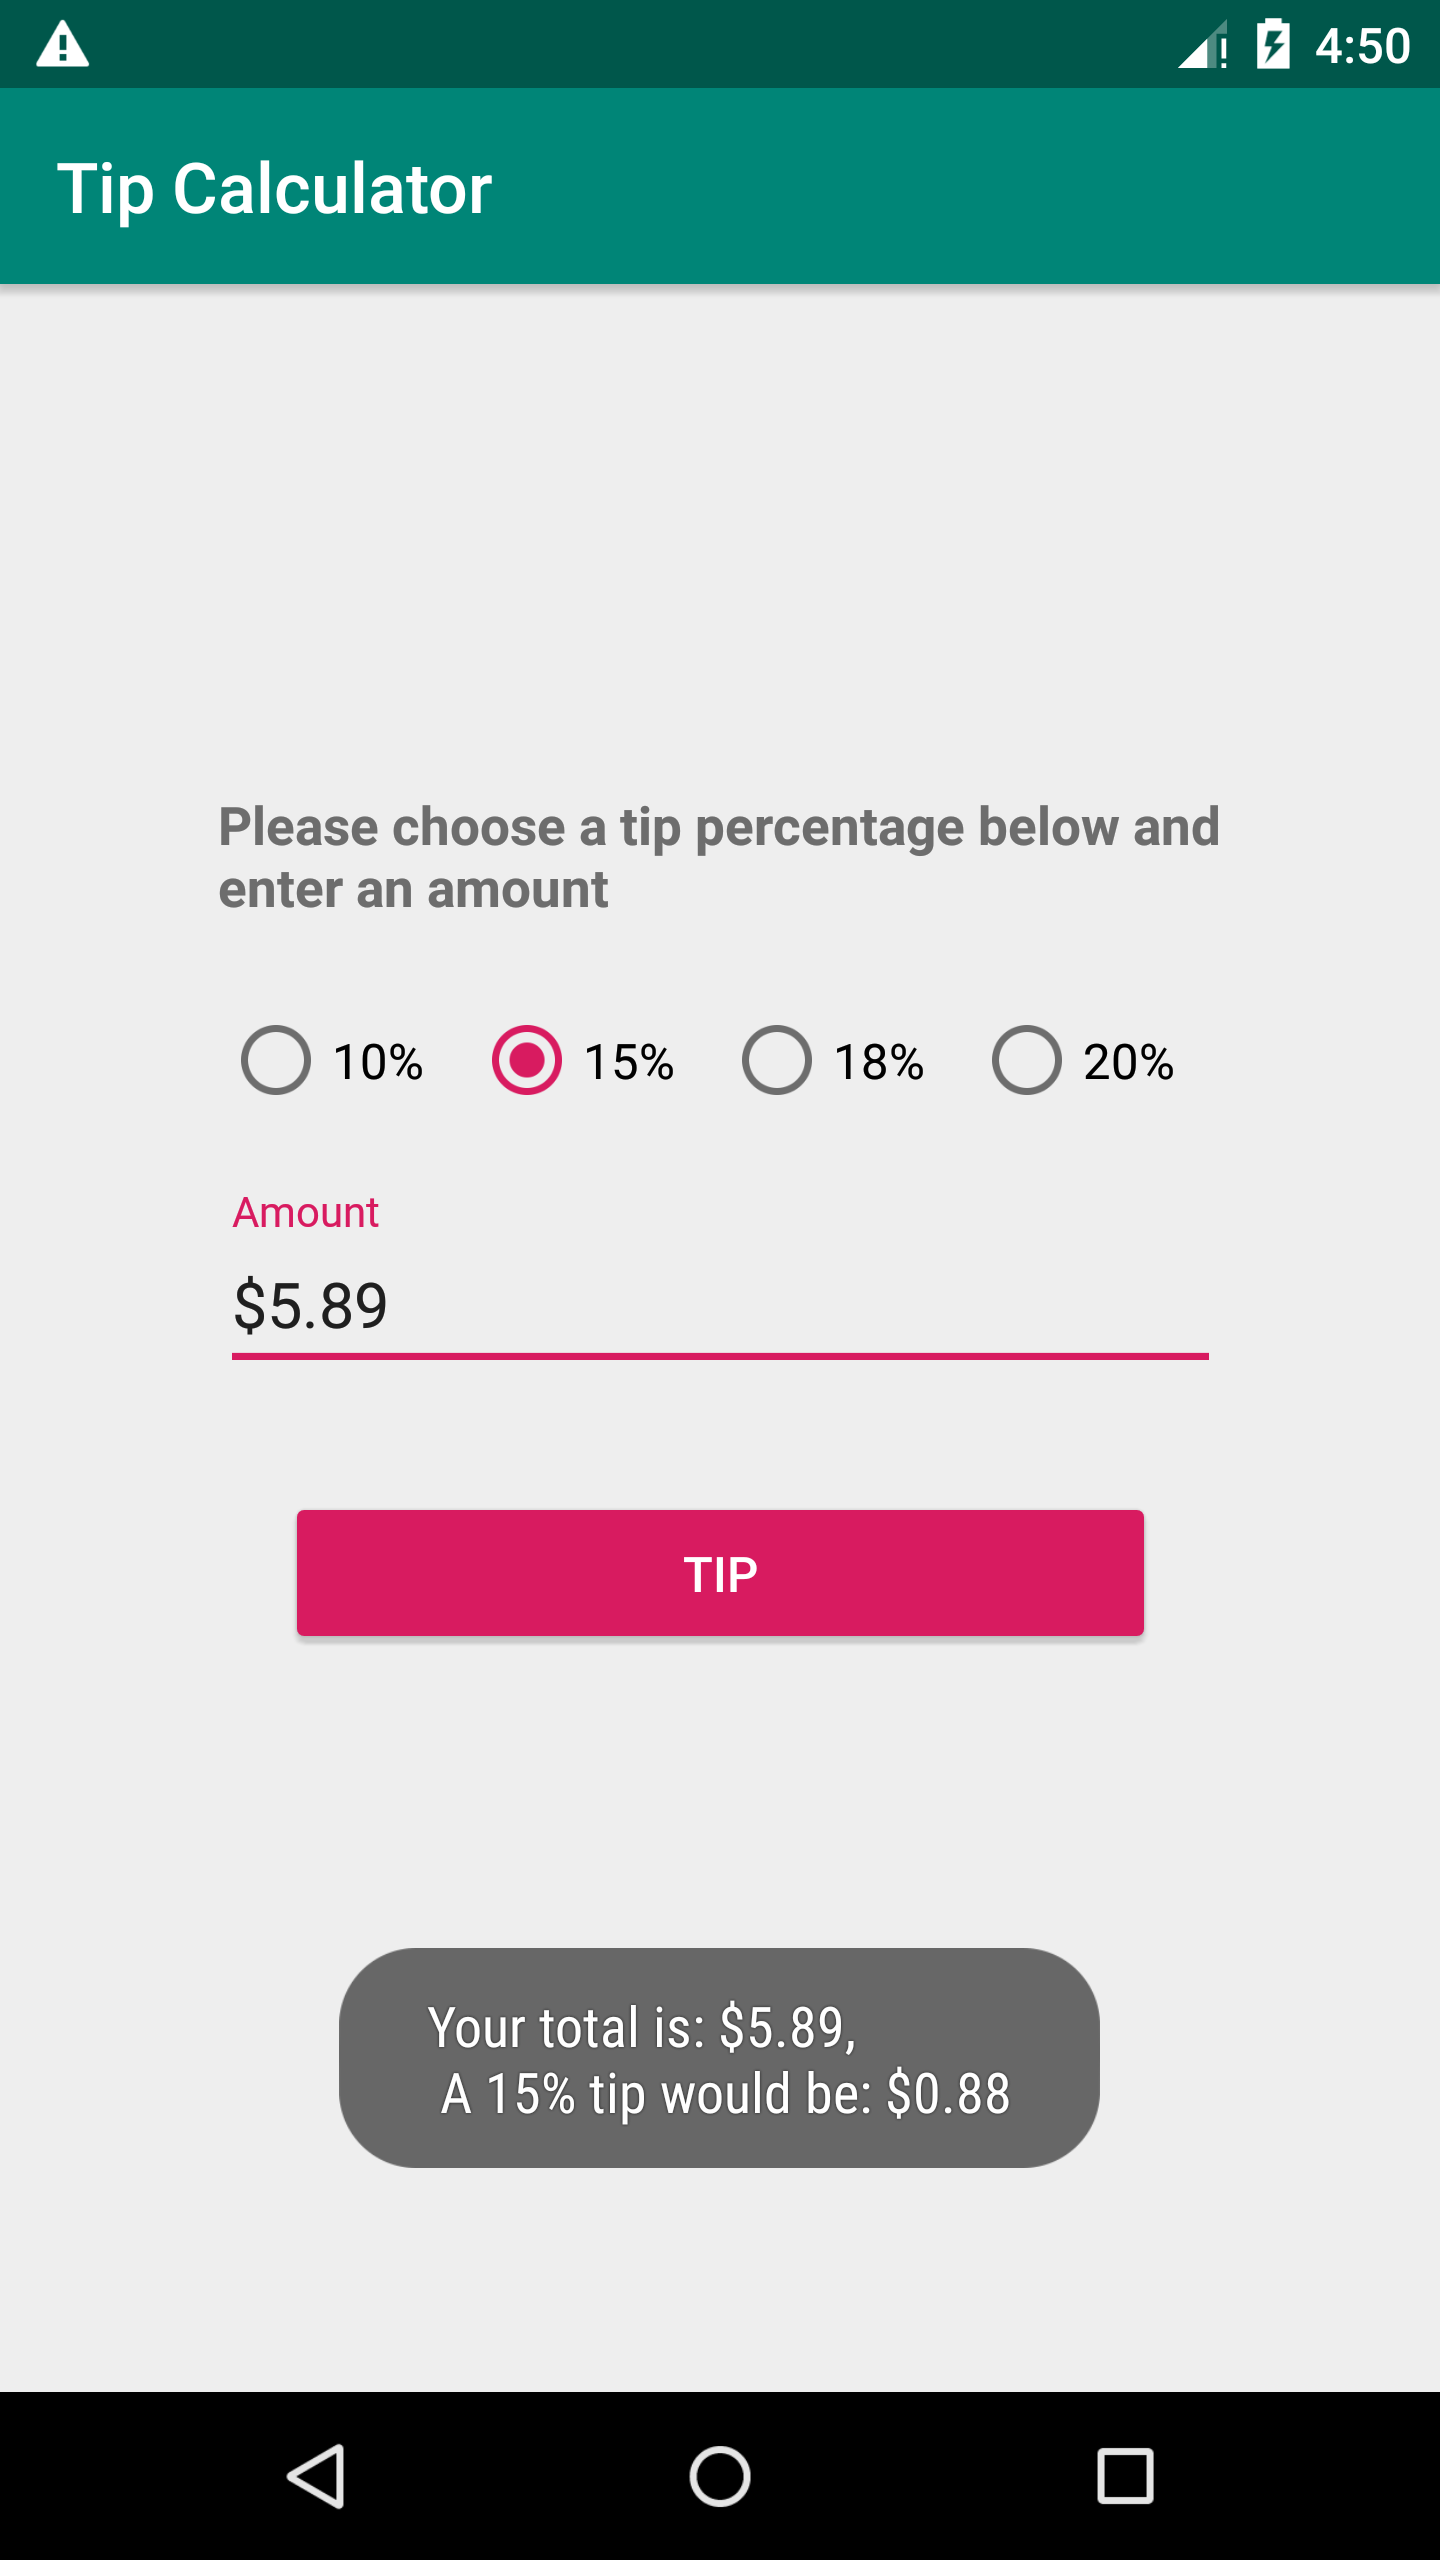 4:50
Tip Calculator
Please choose a tip percentage below and
enter an amount
10% 15% 18% 20%
Amount
$5.89
TIP
Your total is: $5.89,
A 15% tip would be: $0.88